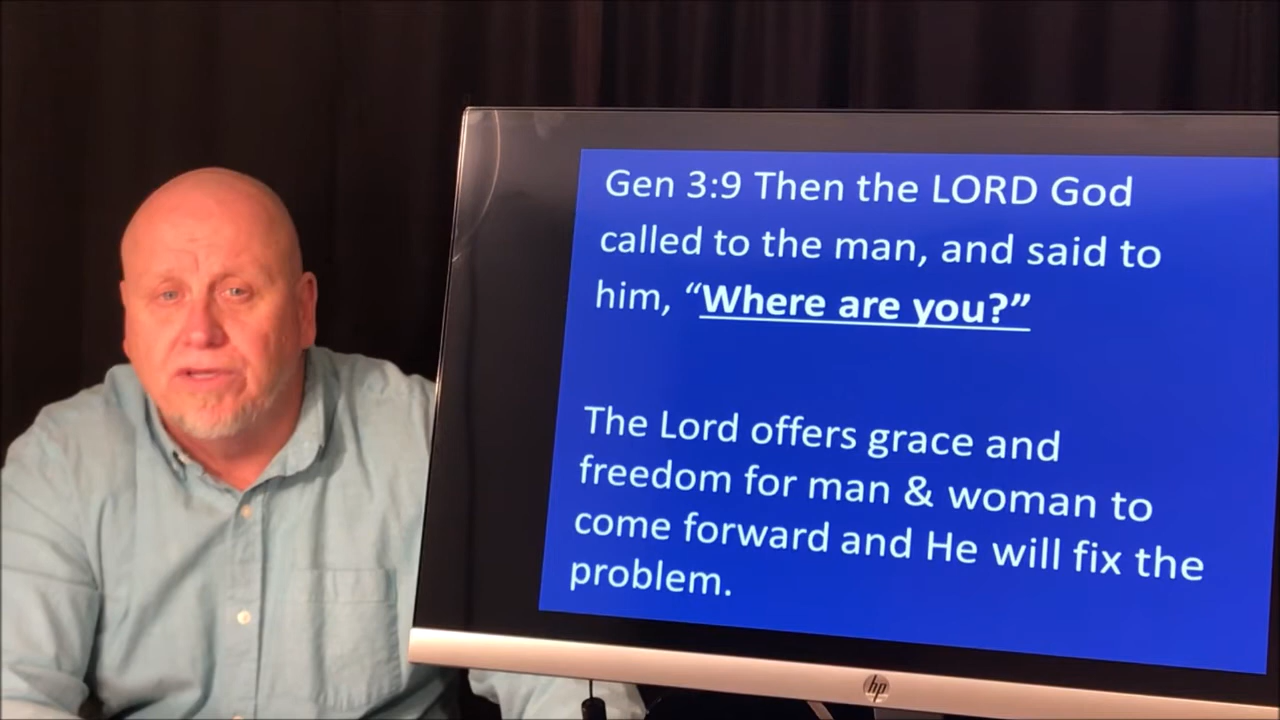 Gen 3:9 Then the LORD God
called to the man, and said to
him, “Where are you?”
The Lord offers grace and
freedom for man & woman to
come forward and He will fix the
problem.
hp